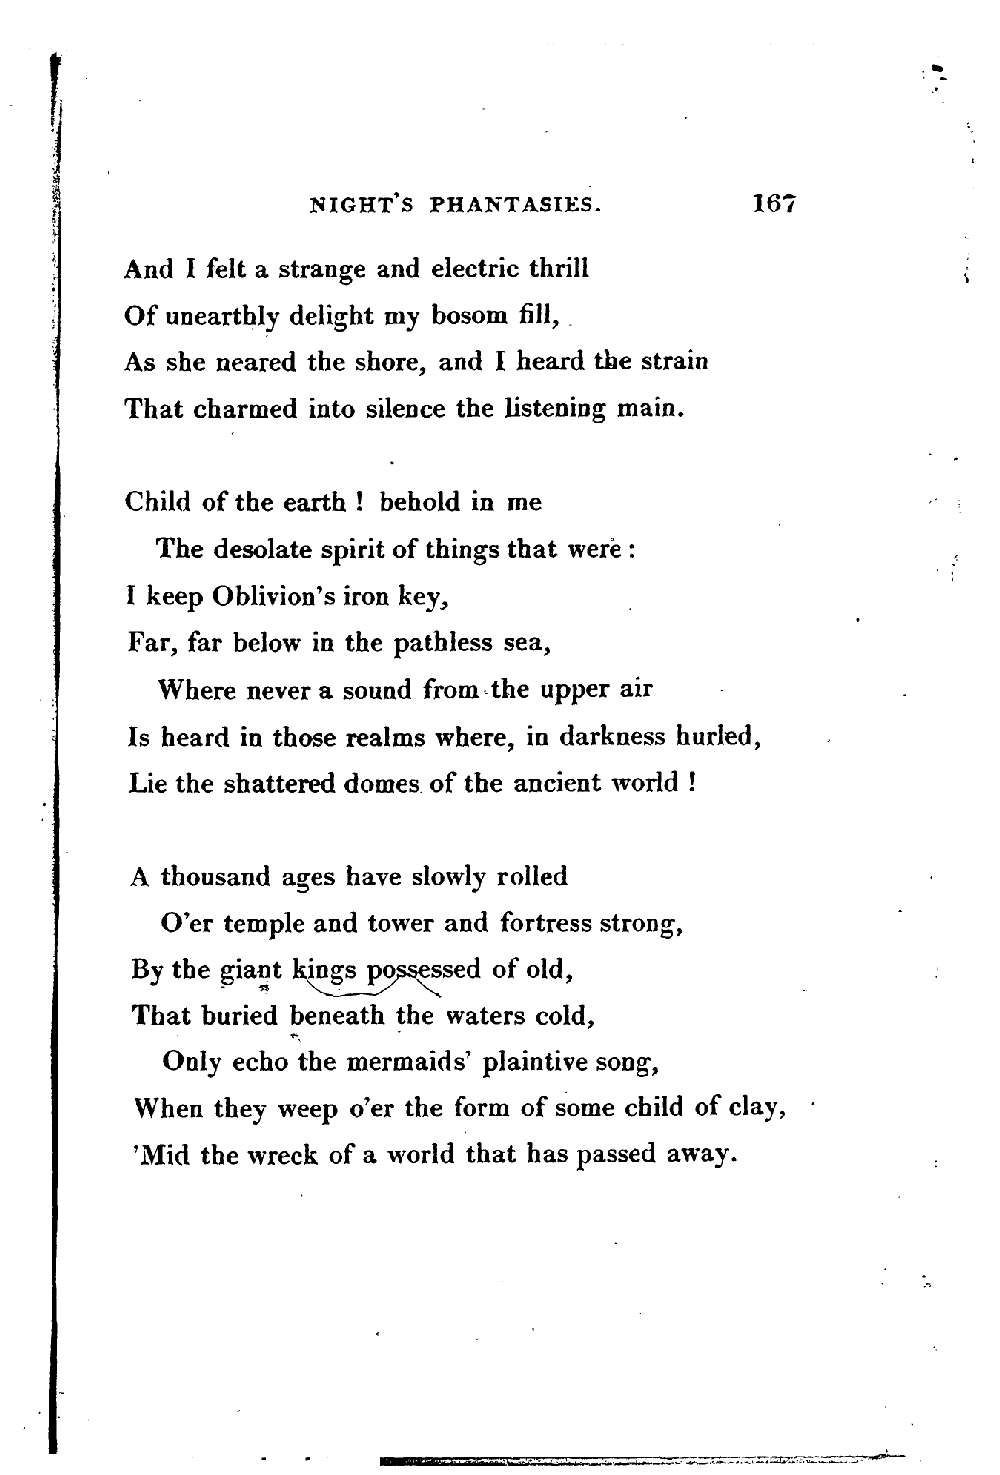 NIGHT'S PHANTASIES. 167
And I felt a strange and electric thrill
Of unearthly delight my bosom fill,
As she neared the shore, and I heard the strain
That charmed into silence the listening main.
Child of the earth ! behold in me
The desolate spirit of things that were :
I keep Oblivion's iron key,
Far, far below in the pathless sea,
Where never a sound from the upper air
Is heard in those realms where, in darkness hurled,
Lie the shattered domes of the ancient world !
A thousand ages have slowly rolled
O'er temple and tower and fortress strong,
By the giant kings possessed of old,
That buried beneath the waters cold,
Only echo the mermaids' plaintive song,
When they weep o'er the form of some child of clay,
'Mid the wreck of a world that has passed away.